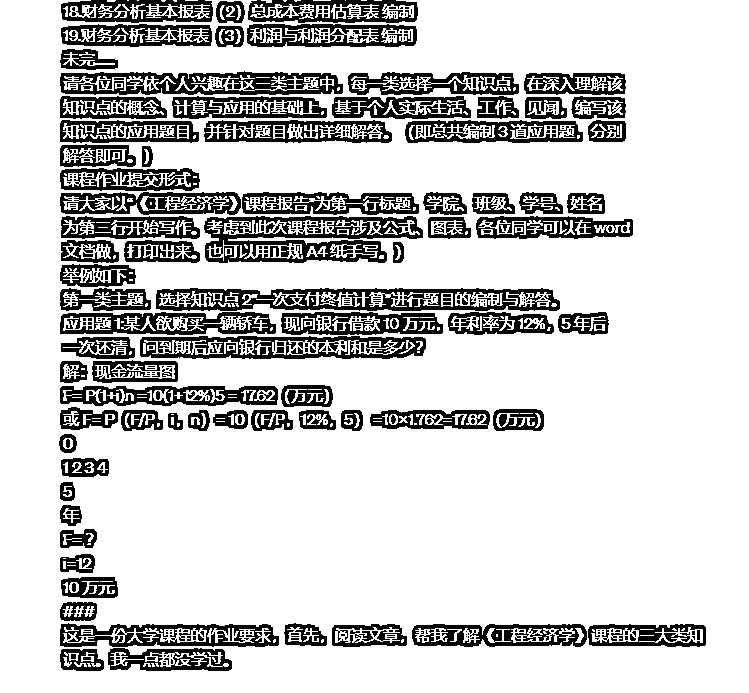 18.财务分析基本报表（2）总成本费用估算表 编制
19.财务分析基本报表（3）利润与利润分配表 编制
未完......
请各位同学依个人兴趣在这三类主题中，每一类选择一个知识点，在深入理解该
知识点的概念、计算与应用的基础上，基于个人实际生活、工作、见闻，编写该
知识点的应用题目，并针对题目做出详细解答。（即总共编制 3 道应用题，分别
解答即可。)
课程作业提交形式：
请大家以“《工程经济学》课程报告”为第一行标题，学院、班级、学号、姓名
为第二行开始写作。考虑到此次课程报告涉及公式、图表，各位同学可以在 word
文档做，打印出来。也可以用正规 A4 纸手写。)
举例如下：
第一类主题，选择知识点 2“一次支付终值计算”进行题目的编制与解答。
应用题 1:某人欲购买一辆轿车，现向银行借款 10 万元，年利率为 12%，5 年后
一次还清，问到期后应向银行归还的本利和是多少？
解：现金流量图
F= P(1+i)n =10(1+12%)5 = 17.62（万元）
或 F= P（F/P，i，n）= 10（F/P，12%，5）=10×1.762=17.62（万元）
0
1 2 3 4
5
年
F=？
i=12
10 万元
###
这是一份大学课程的作业要求，首先，阅读文章，帮我了解《工程经济学》课程的三大类知
识点。我一点都没学过。